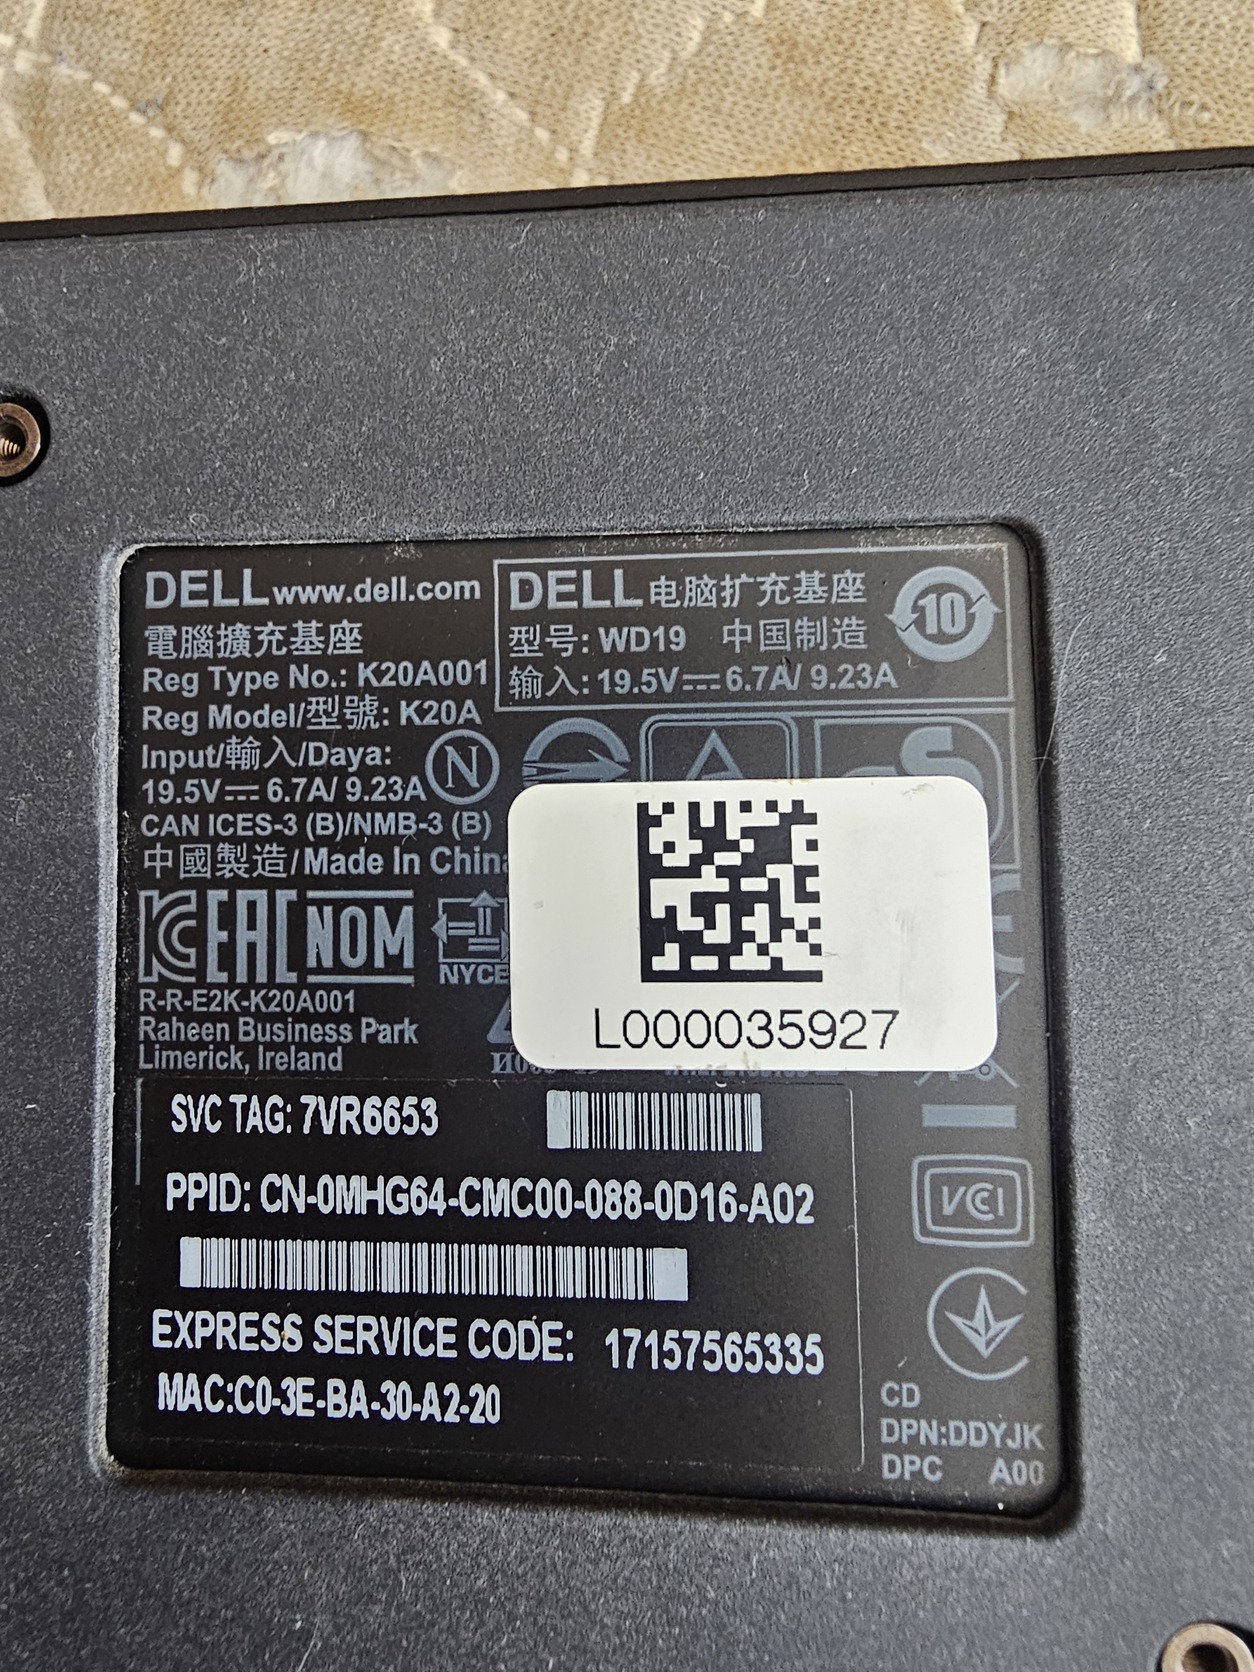 DELL www.dell.com
電腦擴充基座
Reg Type No.: K20A001
Reg Model/型號: K20A
Input/輸入/Daya:
19.5V⎓ 6.7A/ 9.23A
CAN ICES-3 (B)/NMB-3 (B)
中國製造/Made In China
N
DELL 电脑扩充基座
型号: WD19 中国制造
输入: 19.5V⎓6.7A/ 9.23A
10
S
EAC NOM
NYCE
R-R-E2K-K20A001
Raheen Business Park
Limerick, Ireland
L000035927
SVC TAG: 7VR6653
PPID: CN-0MHG64-CMC00-088-0D16-A02
EXPRESS SERVICE CODE: 17157565335
MAC:C0-3E-BA-30-A2-20
VCCI
CD
DPN:DDYJK
DPC A00